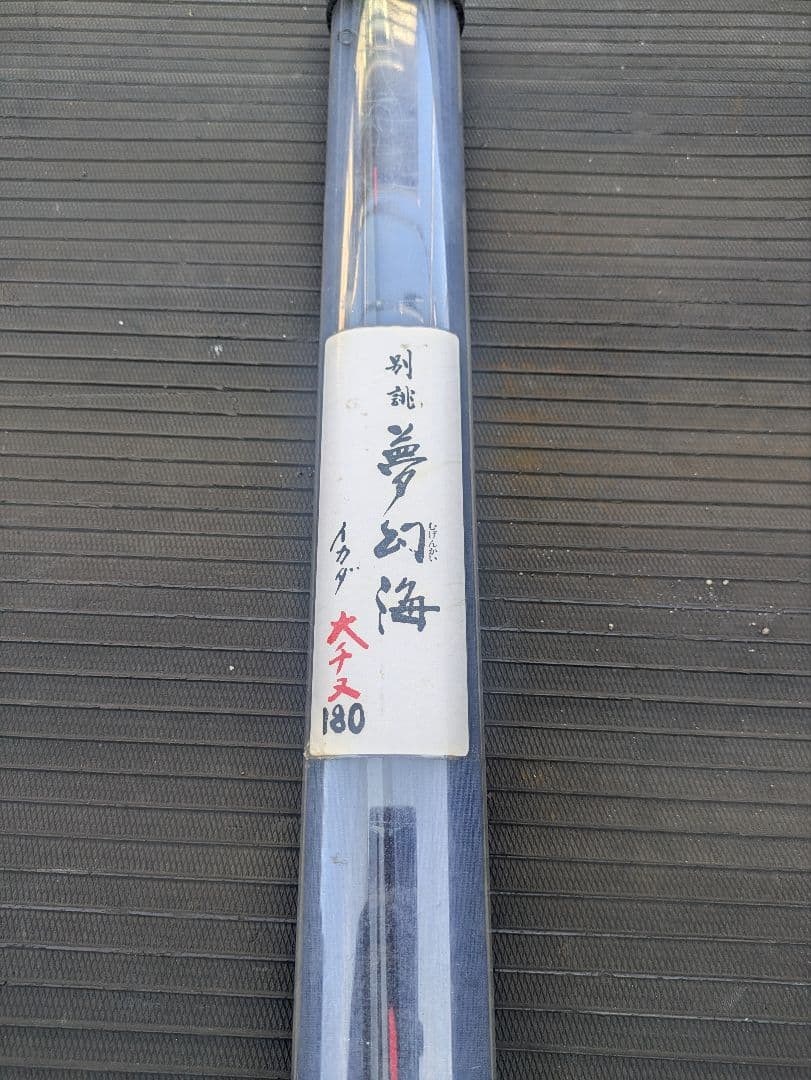 別誂
夢幻海
むげんかい
イカダ
大チヌ
180